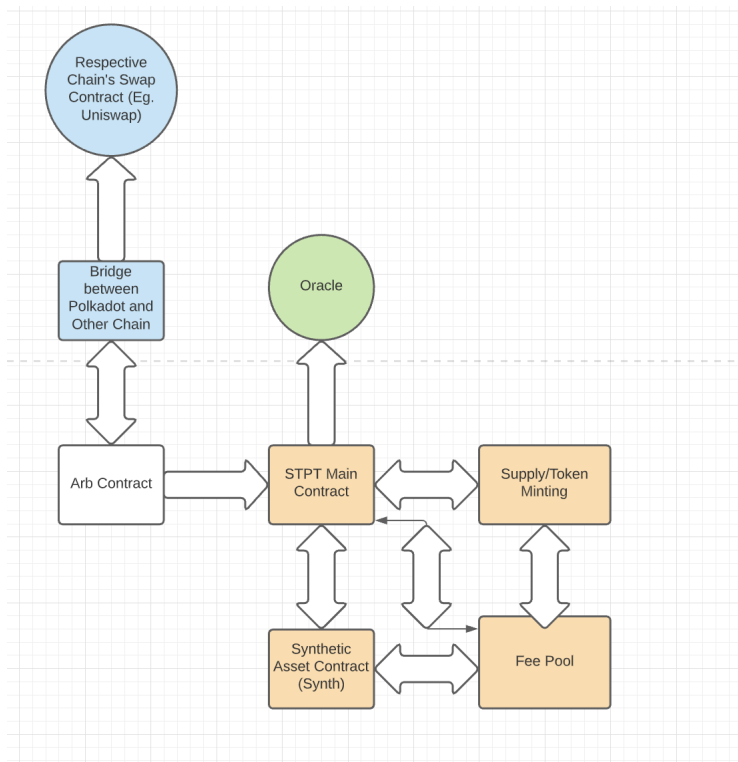 Respective
Chain's Swap
Contract (Eg.
Uniswap)
Bridge
between
Polkadot and
Other Chain
Oracle
Arb Contract
STPT Main
Contract
Supply/Token
Minting
Synthetic
Asset Contract
(Synth)
Fee Pool